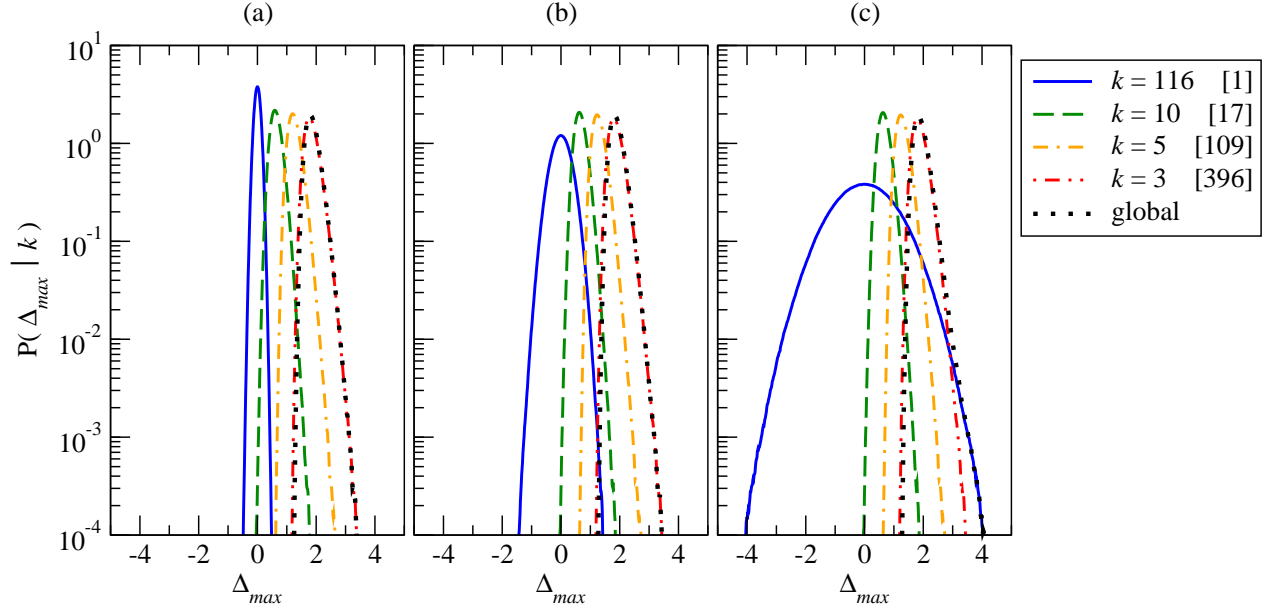 (a) (b) (c)
10^1
10^0
10^-1
10^-2
10^-3
10^-4
P( Δ_max | k )
-4 -2 0 2 4 -4 -2 0 2 4 -4 -2 0 2 4
Δ_max Δ_max Δ_max
k = 116 [1]
k = 10 [17]
k = 5 [109]
k = 3 [396]
global